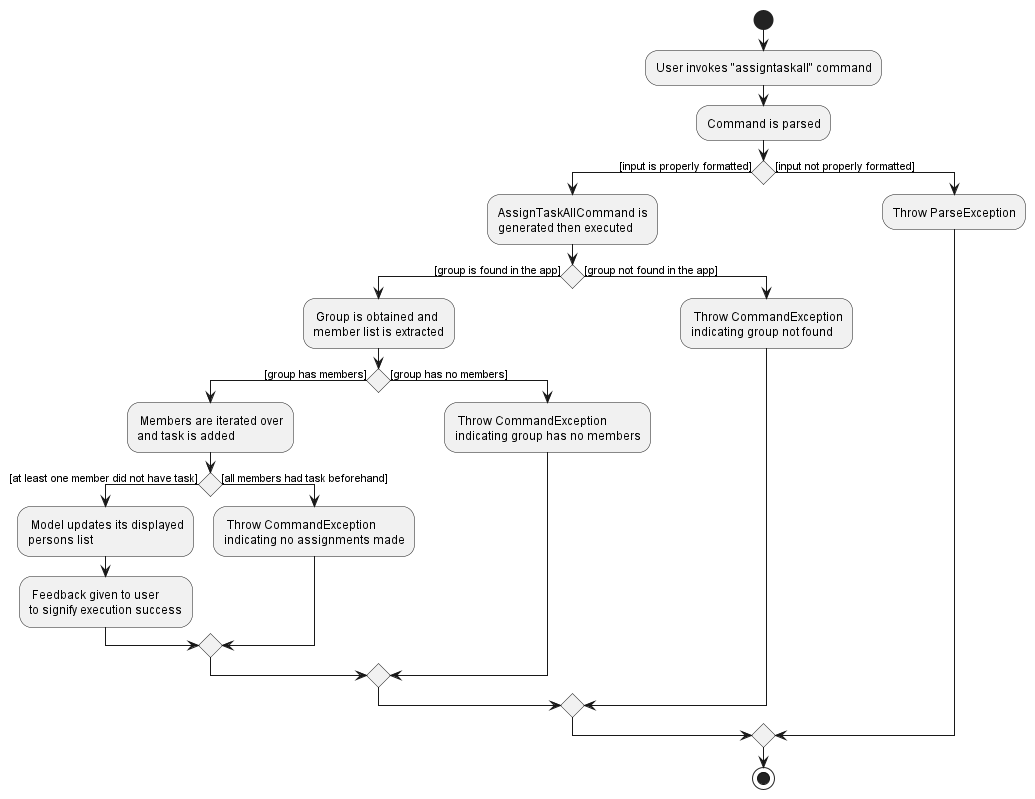 User invokes "assigntaskall" command
Command is parsed
[input is properly formatted]
[input not properly formatted]
AssignTaskAllCommand is
generated then executed
Throw ParseException
[group is found in the app]
[group not found in the app]
Group is obtained and
member list is extracted
Throw CommandException
indicating group not found
[group has members]
[group has no members]
Members are iterated over
and task is added
Throw CommandException
indicating group has no members
[at least one member did not have task]
[all members had task beforehand]
Model updates its displayed
persons list
Throw CommandException
indicating no assignments made
Feedback given to user
to signify execution success